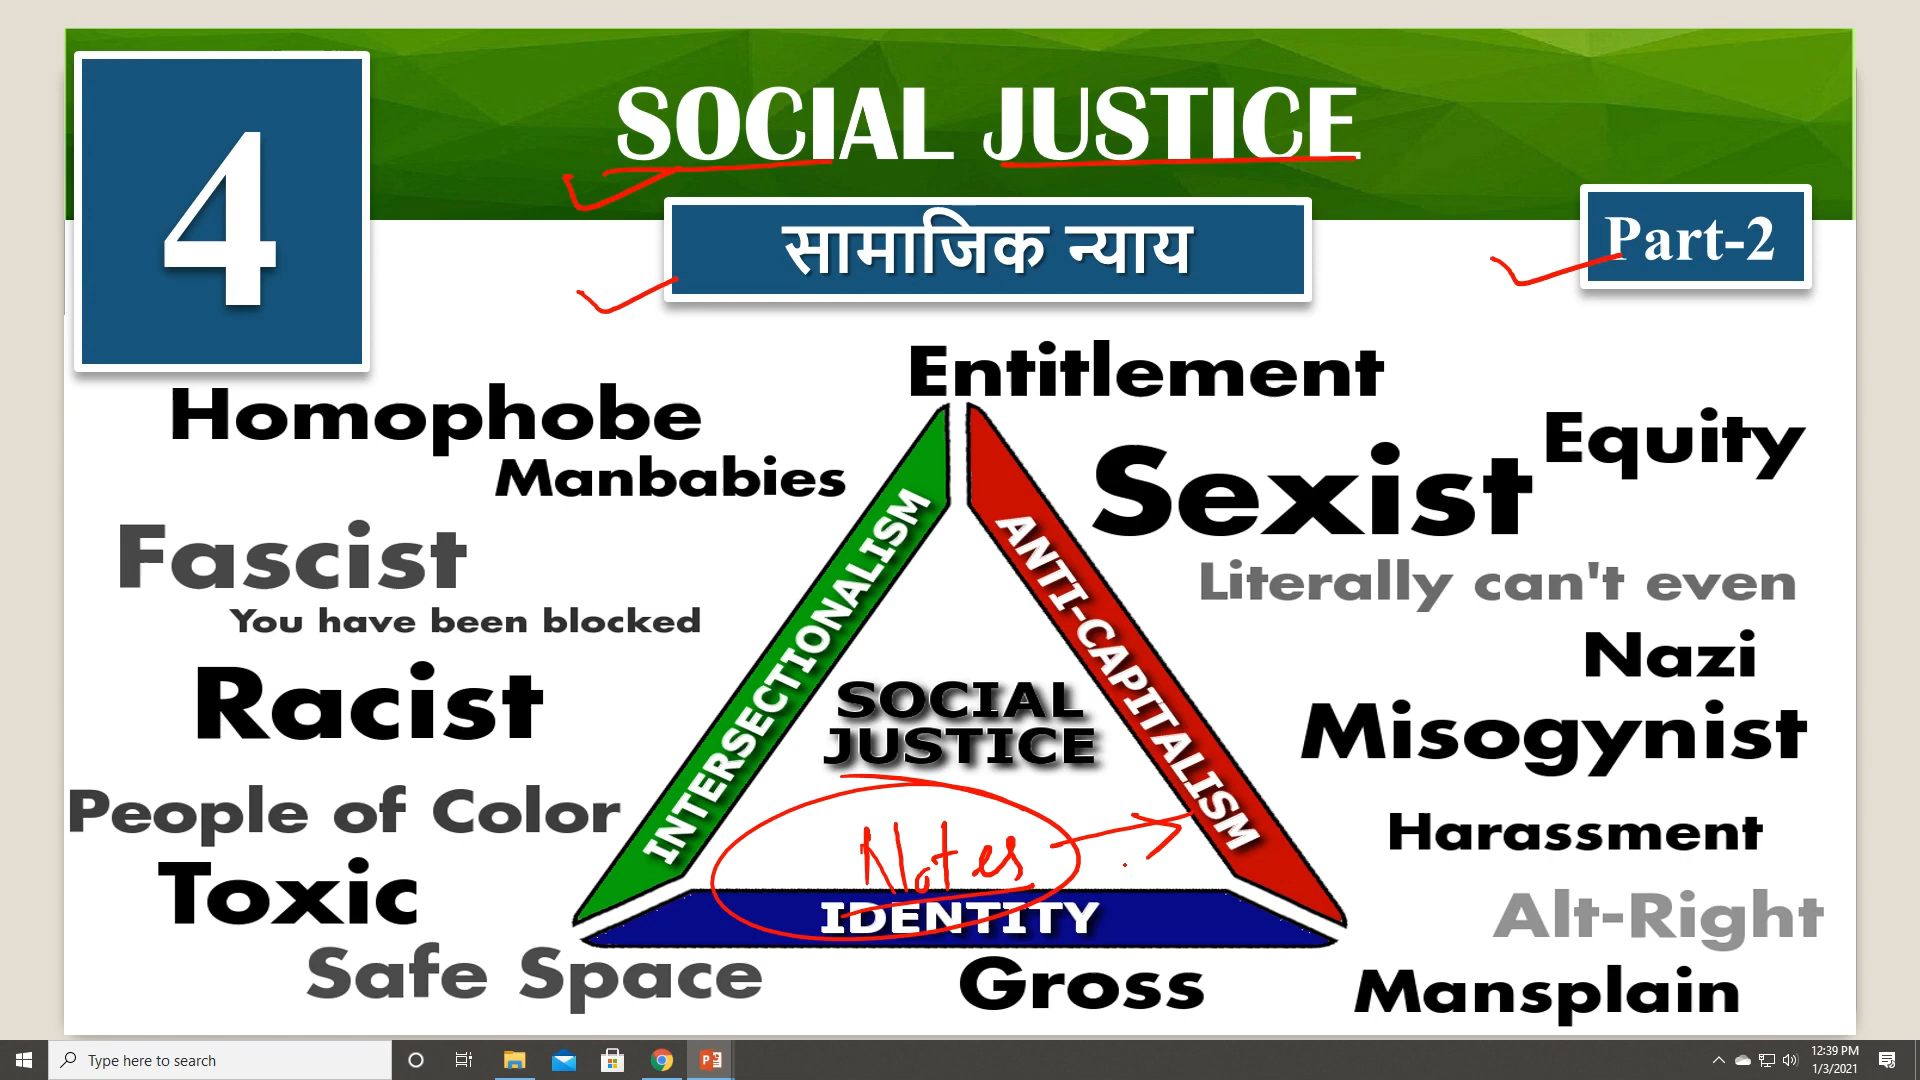 4
SOCIAL JUSTICE
सामाजिक न्याय
Part-2
Entitlement
Homophobe
Equity
Manbabies
Sexist
Fascist
Literally can't even
You have been blocked
Nazi
Racist
Misogynist
INTERSECTIONALISM
ANTI-CAPITALISM
SOCIAL
JUSTICE
People of Color
Harassment
Notes
Toxic
IDENTITY
Alt-Right
Safe Space
Gross
Mansplain
Type here to search
12:39 PM
1/3/2021